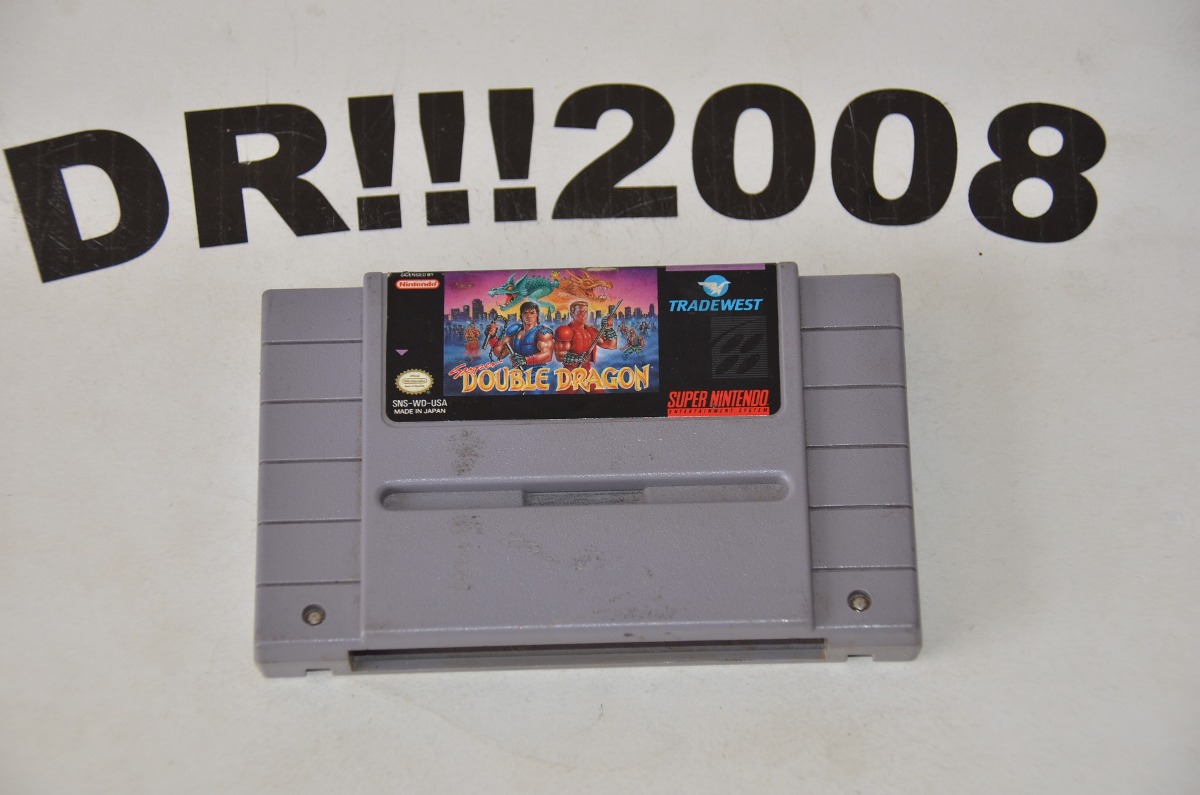 DR!!!2008
LICENSED BY
Nintendo
TRADEWEST
Super
DOUBLE DRAGON
SNS-WD-USA
MADE IN JAPAN
SUPER NINTENDO
ENTERTAINMENT SYSTEM